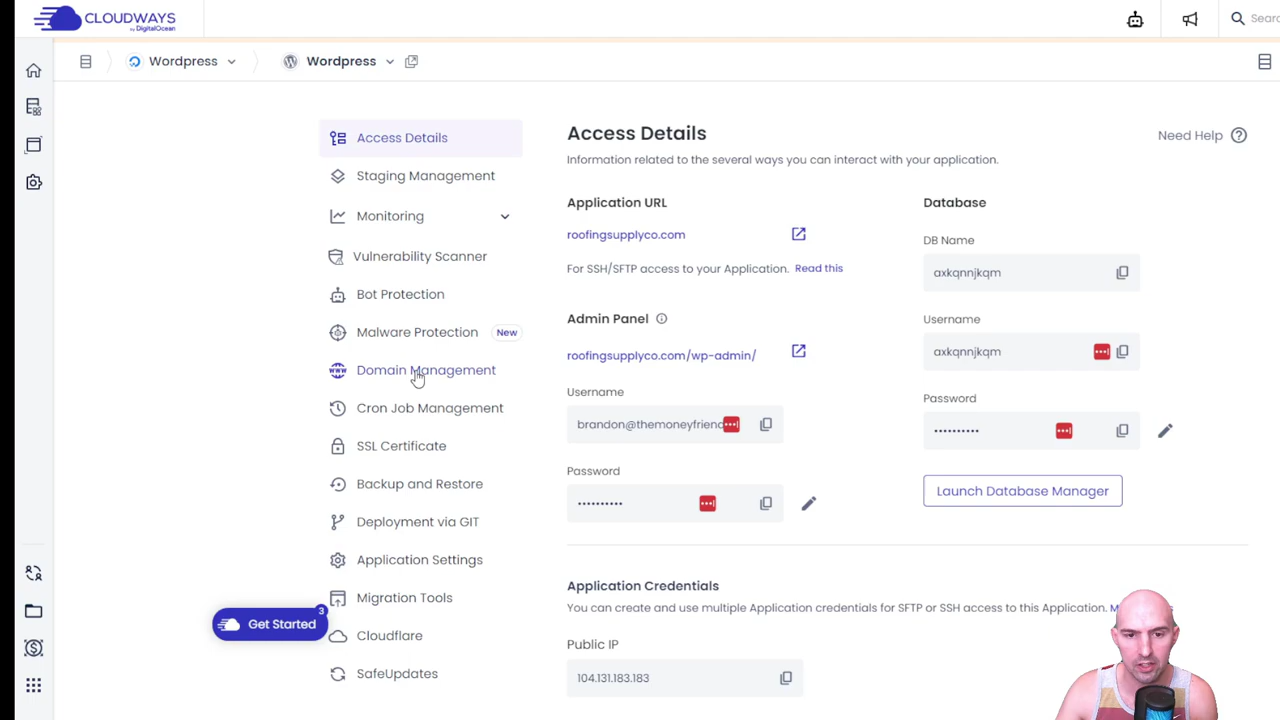 CLOUDWAYS
by DigitalOcean
Wordpress
Wordpress
Access Details
Staging Management
Monitoring
Vulnerability Scanner
Bot Protection
Malware Protection New
Domain Management
Cron Job Management
SSL Certificate
Backup and Restore
Deployment via GIT
Application Settings
Migration Tools
Cloudflare
SafeUpdates
Get Started
3
Access Details
Need Help
Information related to the several ways you can interact with your application.
Application URL
roofingsupplyco.com
For SSH/SFTP access to your Application. Read this
Admin Panel
roofingsupplyco.com/wp-admin/
Username
brandon@themoneyfrienc
Password
••••••••••
Database
DB Name
axkqnnjkqm
Username
axkqnnjkqm
Password
••••••••••
Launch Database Manager
Application Credentials
You can create and use multiple Application credentials for SFTP or SSH access to this Application.
Public IP
104.131.183.183